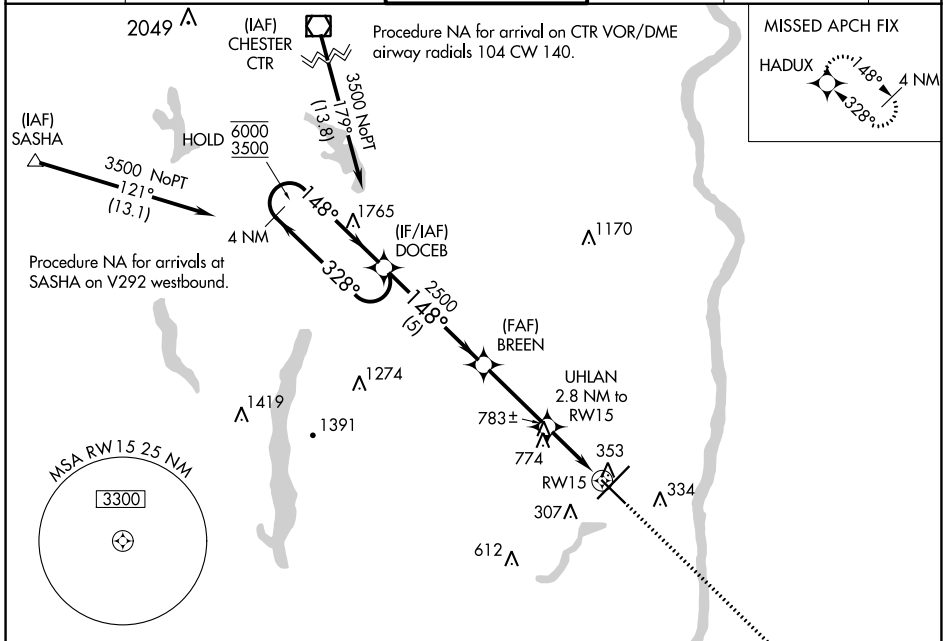 2049
(IAF)
CHESTER
CTR
Procedure NA for arrival on CTR VOR/DME
airway radials 104 CW 140.
MISSED APCH FIX
HADUX
148°
4 NM
328°
3500 NoPT
179°
(13.8)
(IAF)
SASHA
HOLD
6000
3500
3500 NoPT
121°
(13.1)
148°
1765
4 NM
(IF/IAF)
DOCEB
1170
Procedure NA for arrivals at
SASHA on V292 westbound.
328°
2500
148°
(5)
(FAF)
BREEN
1274
UHLAN
2.8 NM to
RW15
1419
1391
783±
774
353
MSA RW15 25 NM
3300
RW15
334
307
612